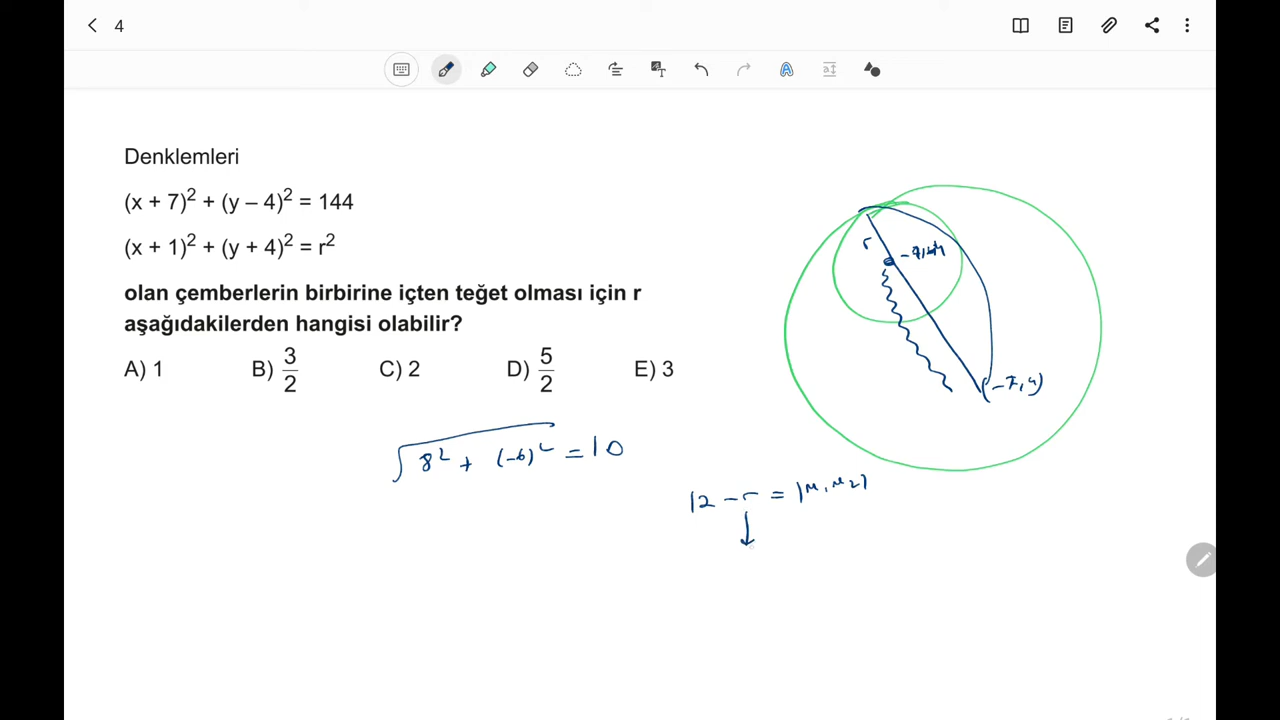 4
Denklemleri
(x + 7)² + (y – 4)² = 144
(x + 1)² + (y + 4)² = r²
olan çemberlerin birbirine içten teğet olması için r
aşağıdakilerden hangisi olabilir?
A) 1 B) 3/2 C) 2 D) 5/2 E) 3
r
(-7,4)
√8² + (-6)² = 10
12 - r = |M₁M₂|